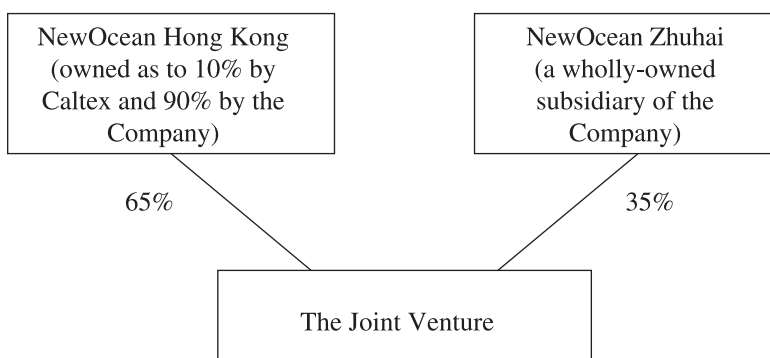 NewOcean Hong Kong
(owned as to 10% by
Caltex and 90% by the
Company)
NewOcean Zhuhai
(a wholly-owned
subsidiary of the
Company)
65%
35%
The Joint Venture